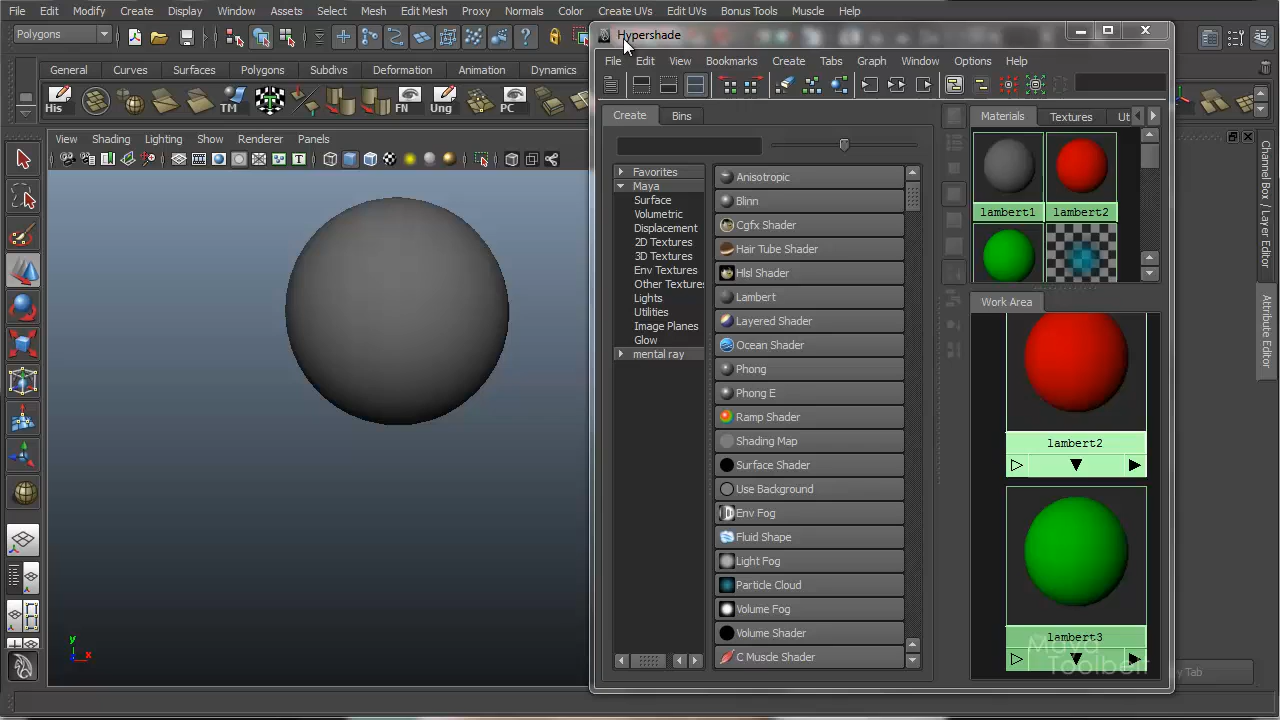 File Edit Modify Create Display Window Assets Select Mesh Edit Mesh Proxy Normals Color Create UVs Edit UVs Bonus Tools Muscle Help
Polygons
General Curves Surfaces Polygons Subdivs Deformation Animation Dynamics
His TM FN Ung PC
View Shading Lighting Show Renderer Panels
y
x
Hypershade
File Edit View Bookmarks Create Tabs Graph Window Options Help
Create Bins
Favorites
Maya
Surface
Volumetric
Displacement
2D Textures
3D Textures
Env Textures
Other Textures
Lights
Utilities
Image Planes
Glow
mental ray
Anisotropic
Blinn
Cgfx Shader
Hair Tube Shader
Hlsl Shader
Lambert
Layered Shader
Ocean Shader
Phong
Phong E
Ramp Shader
Shading Map
Surface Shader
Use Background
Env Fog
Fluid Shape
Light Fog
Particle Cloud
Volume Fog
Volume Shader
C Muscle Shader
Materials Textures Ut
lambert1 lambert2
Work Area
lambert2
lambert3
Maya
Toolbelt
y Tab
Channel Box / Layer Editor
Attribute Editor